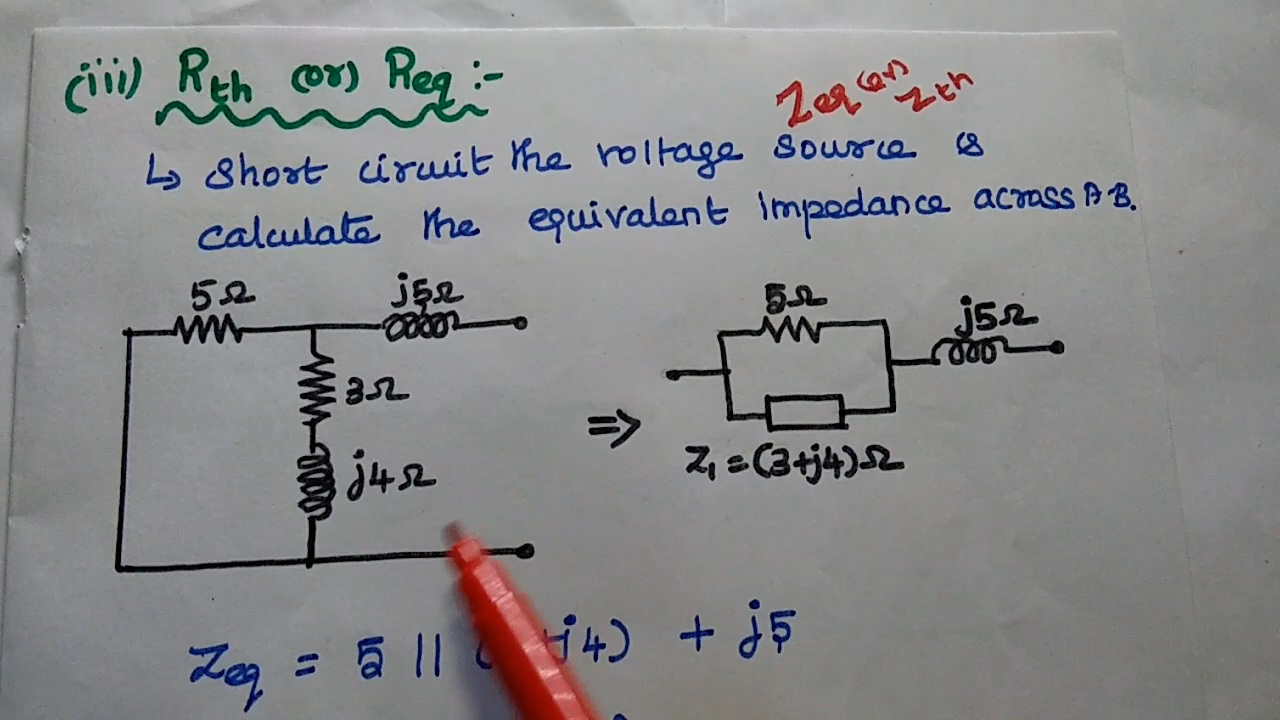 (iii) Rth (or) Req :-
Zeq (or) Zth
↳ Short circuit the voltage source &
calculate the equivalent impedance across AB.
5Ω
j5Ω
3Ω
j4Ω
⇒
5Ω
j5Ω
Z₁ = (3+j4)Ω
Zeq = 5 || ( j4) + j5